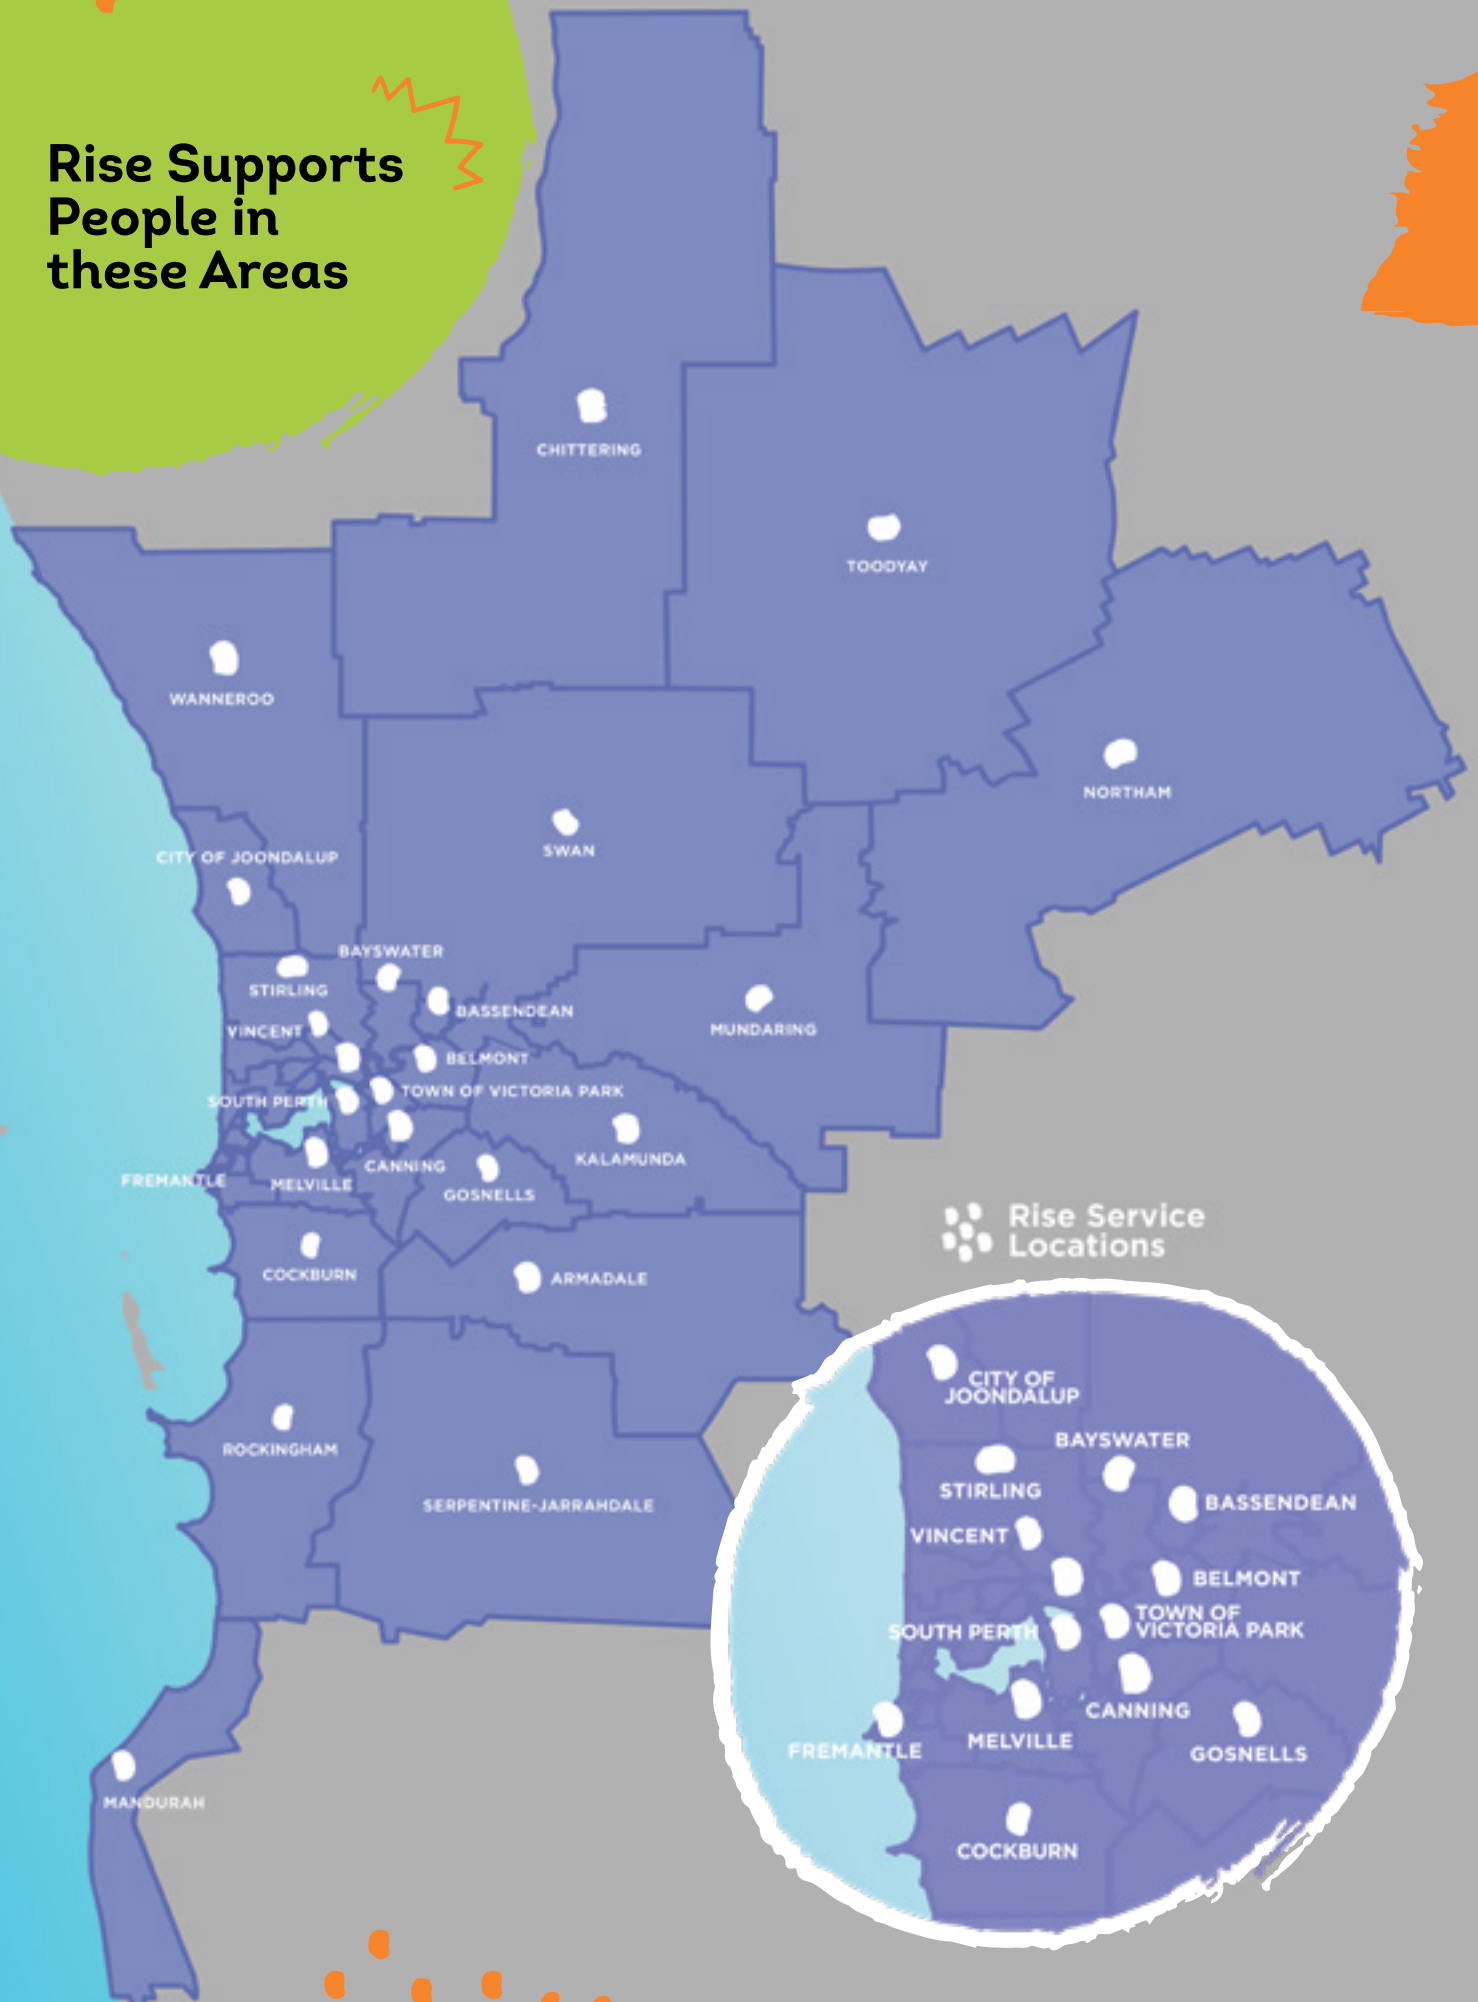 Rise Supports
People in
these Areas
CHITTERING
TOODYAY
WANNEROO
NORTHAM
SWAN
CITY OF JOONDALUP
BAYSWATER
STIRLING
BASSENDEAN
VINCENT
MUNDARING
BELMONT
TOWN OF VICTORIA PARK
SOUTH PERTH
KALAMUNDA
CANNING
FREMANTLE
MELVILLE
GOSNELLS
COCKBURN
ARMADALE
ROCKINGHAM
SERPENTINE-JARRAHDALE
MANDURAH
Rise Service
Locations
CITY OF
JOONDALUP
BAYSWATER
STIRLING
BASSENDEAN
VINCENT
BELMONT
TOWN OF
VICTORIA PARK
SOUTH PERTH
CANNING
MELVILLE
FREMANTLE
GOSNELLS
COCKBURN